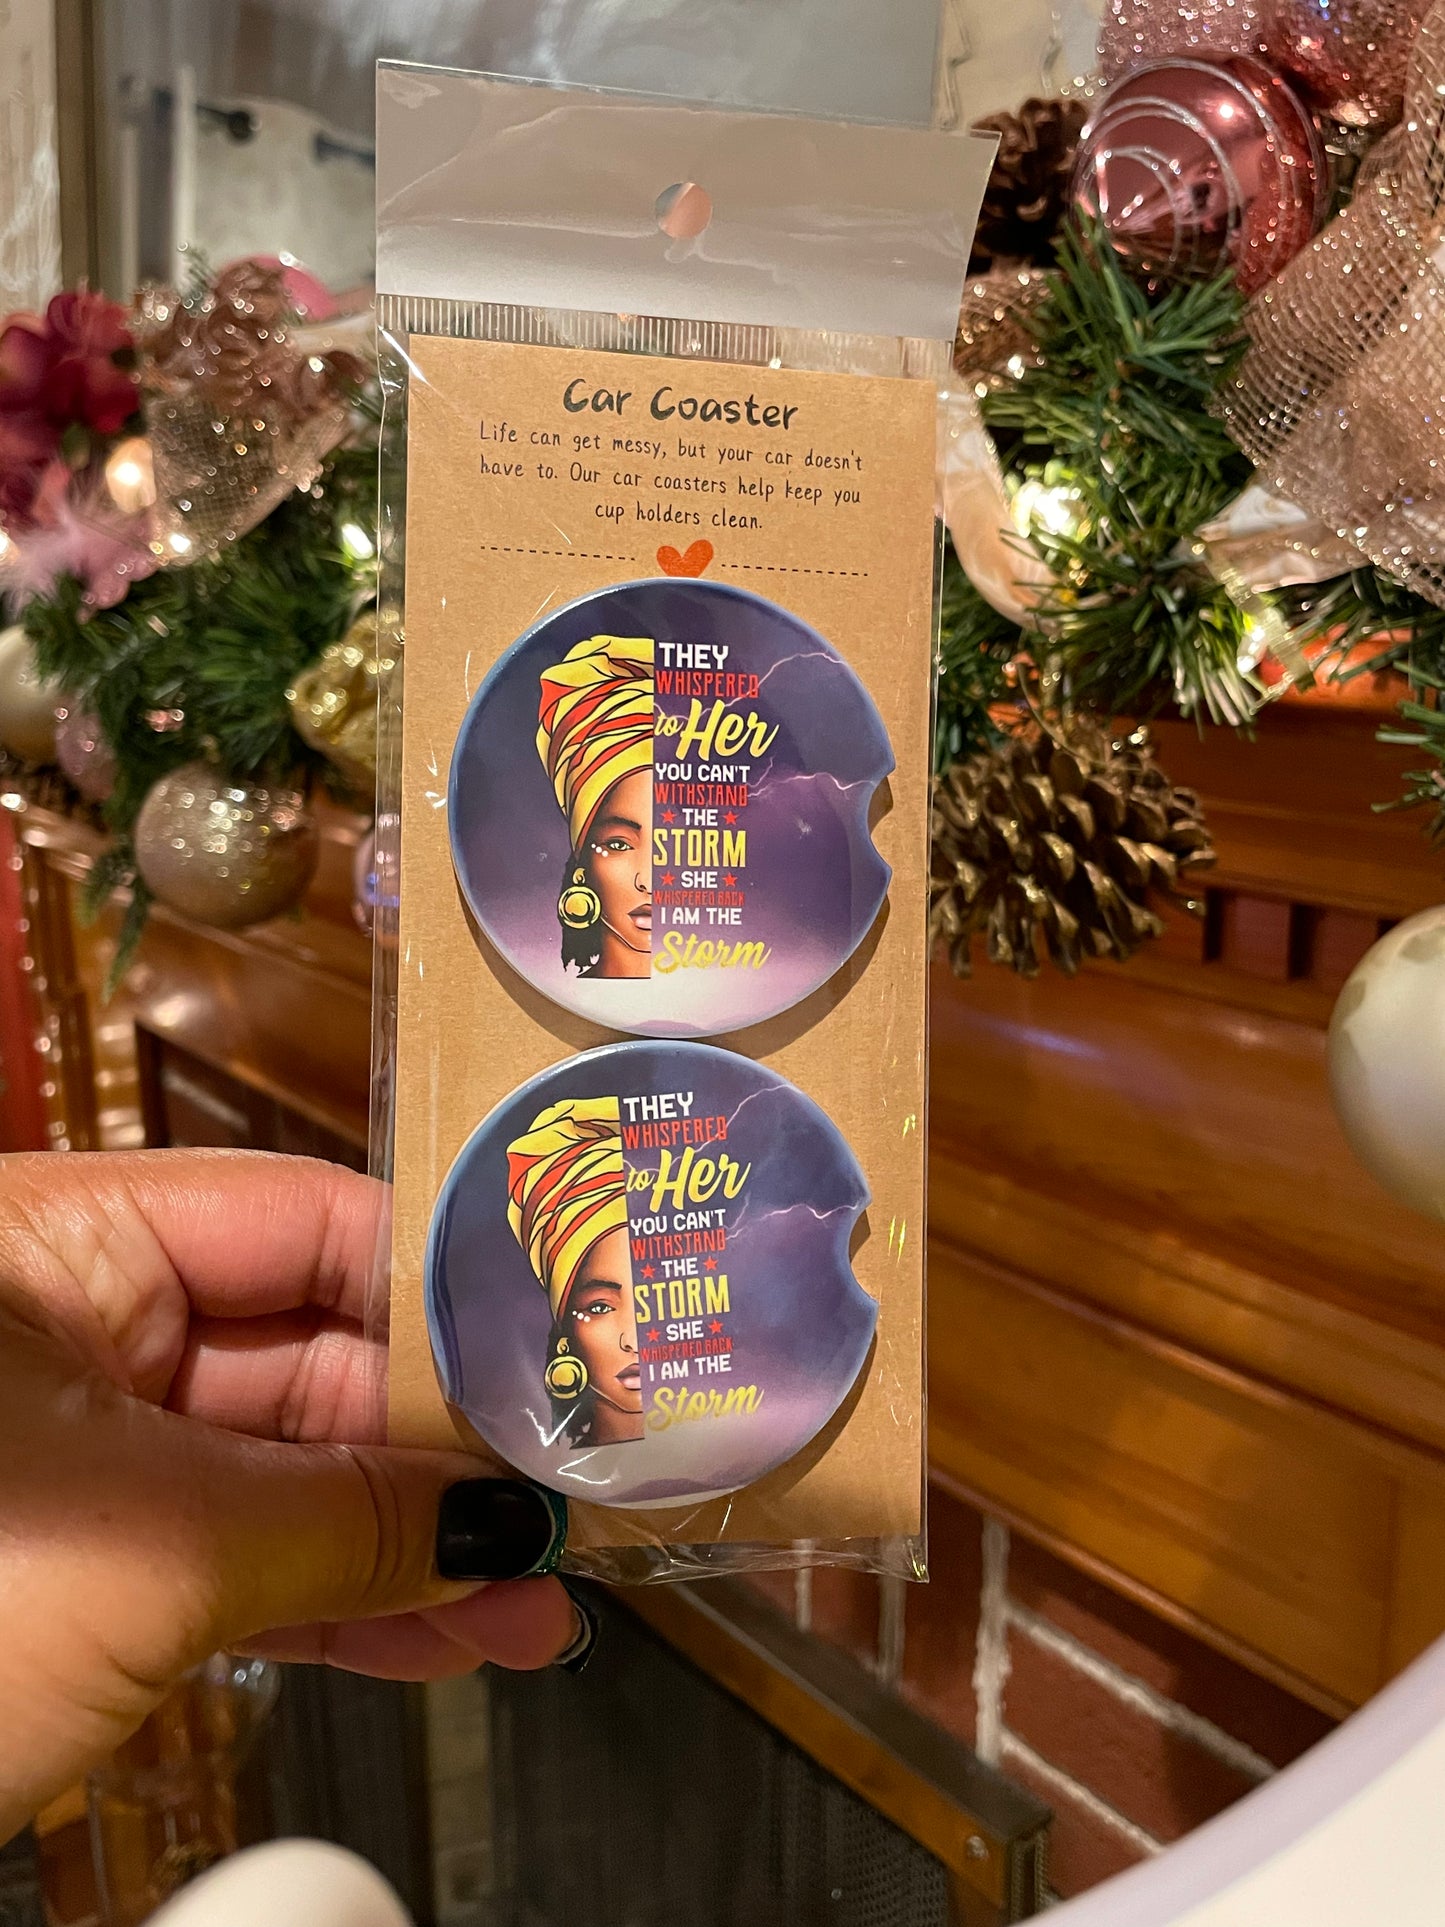 Car Coaster
Life can get messy, but your car doesn't
have to. Our car coasters help keep you
cup holders clean.
THEY
WHISPERED
to Her
YOU CAN'T
WITHSTAND
THE
STORM
SHE
WHISPERED BACK
I AM THE
Storm
THEY
WHISPERED
to Her
YOU CAN'T
WITHSTAND
THE
STORM
SHE
WHISPERED BACK
I AM THE
Storm